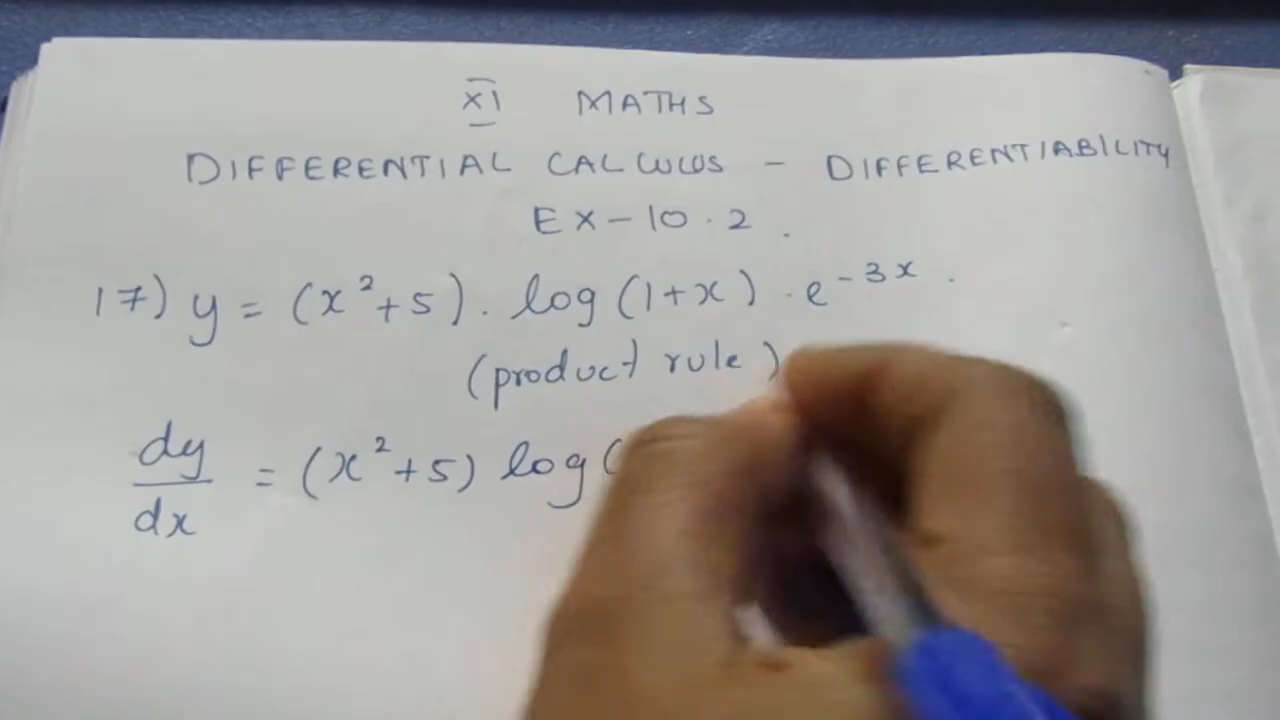 XI MATHS
DIFFERENTIAL CALCULUS - DIFFERENTIABILITY
EX-10.2.
17) y = (x²+5). log(1+x) . e^-3x.
(product rule)
dy/dx = (x²+5) log(